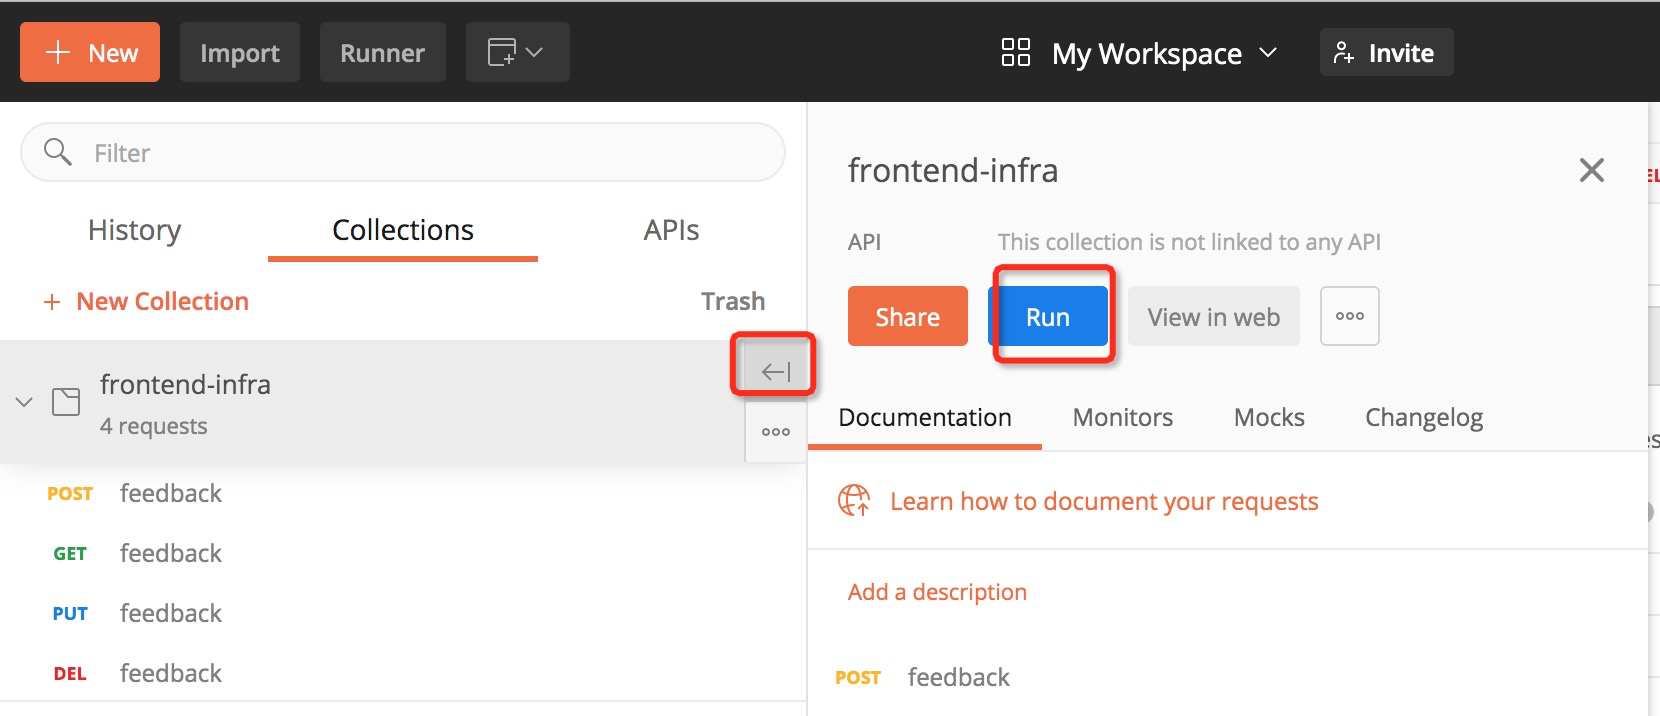 New Import Runner My Workspace Invite
Filter
History Collections APIs
+ New Collection Trash
frontend-infra
4 requests
POST feedback
GET feedback
PUT feedback
DEL feedback
frontend-infra
API This collection is not linked to any API
Share Run View in web
Documentation Monitors Mocks Changelog
Learn how to document your requests
Add a description
POST feedback